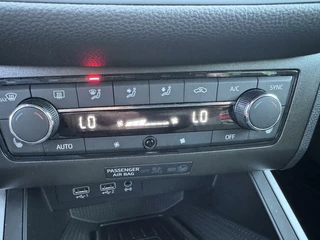 A/C SYNC
LO LO
AUTO OFF
PASSENGER
AIR BAG